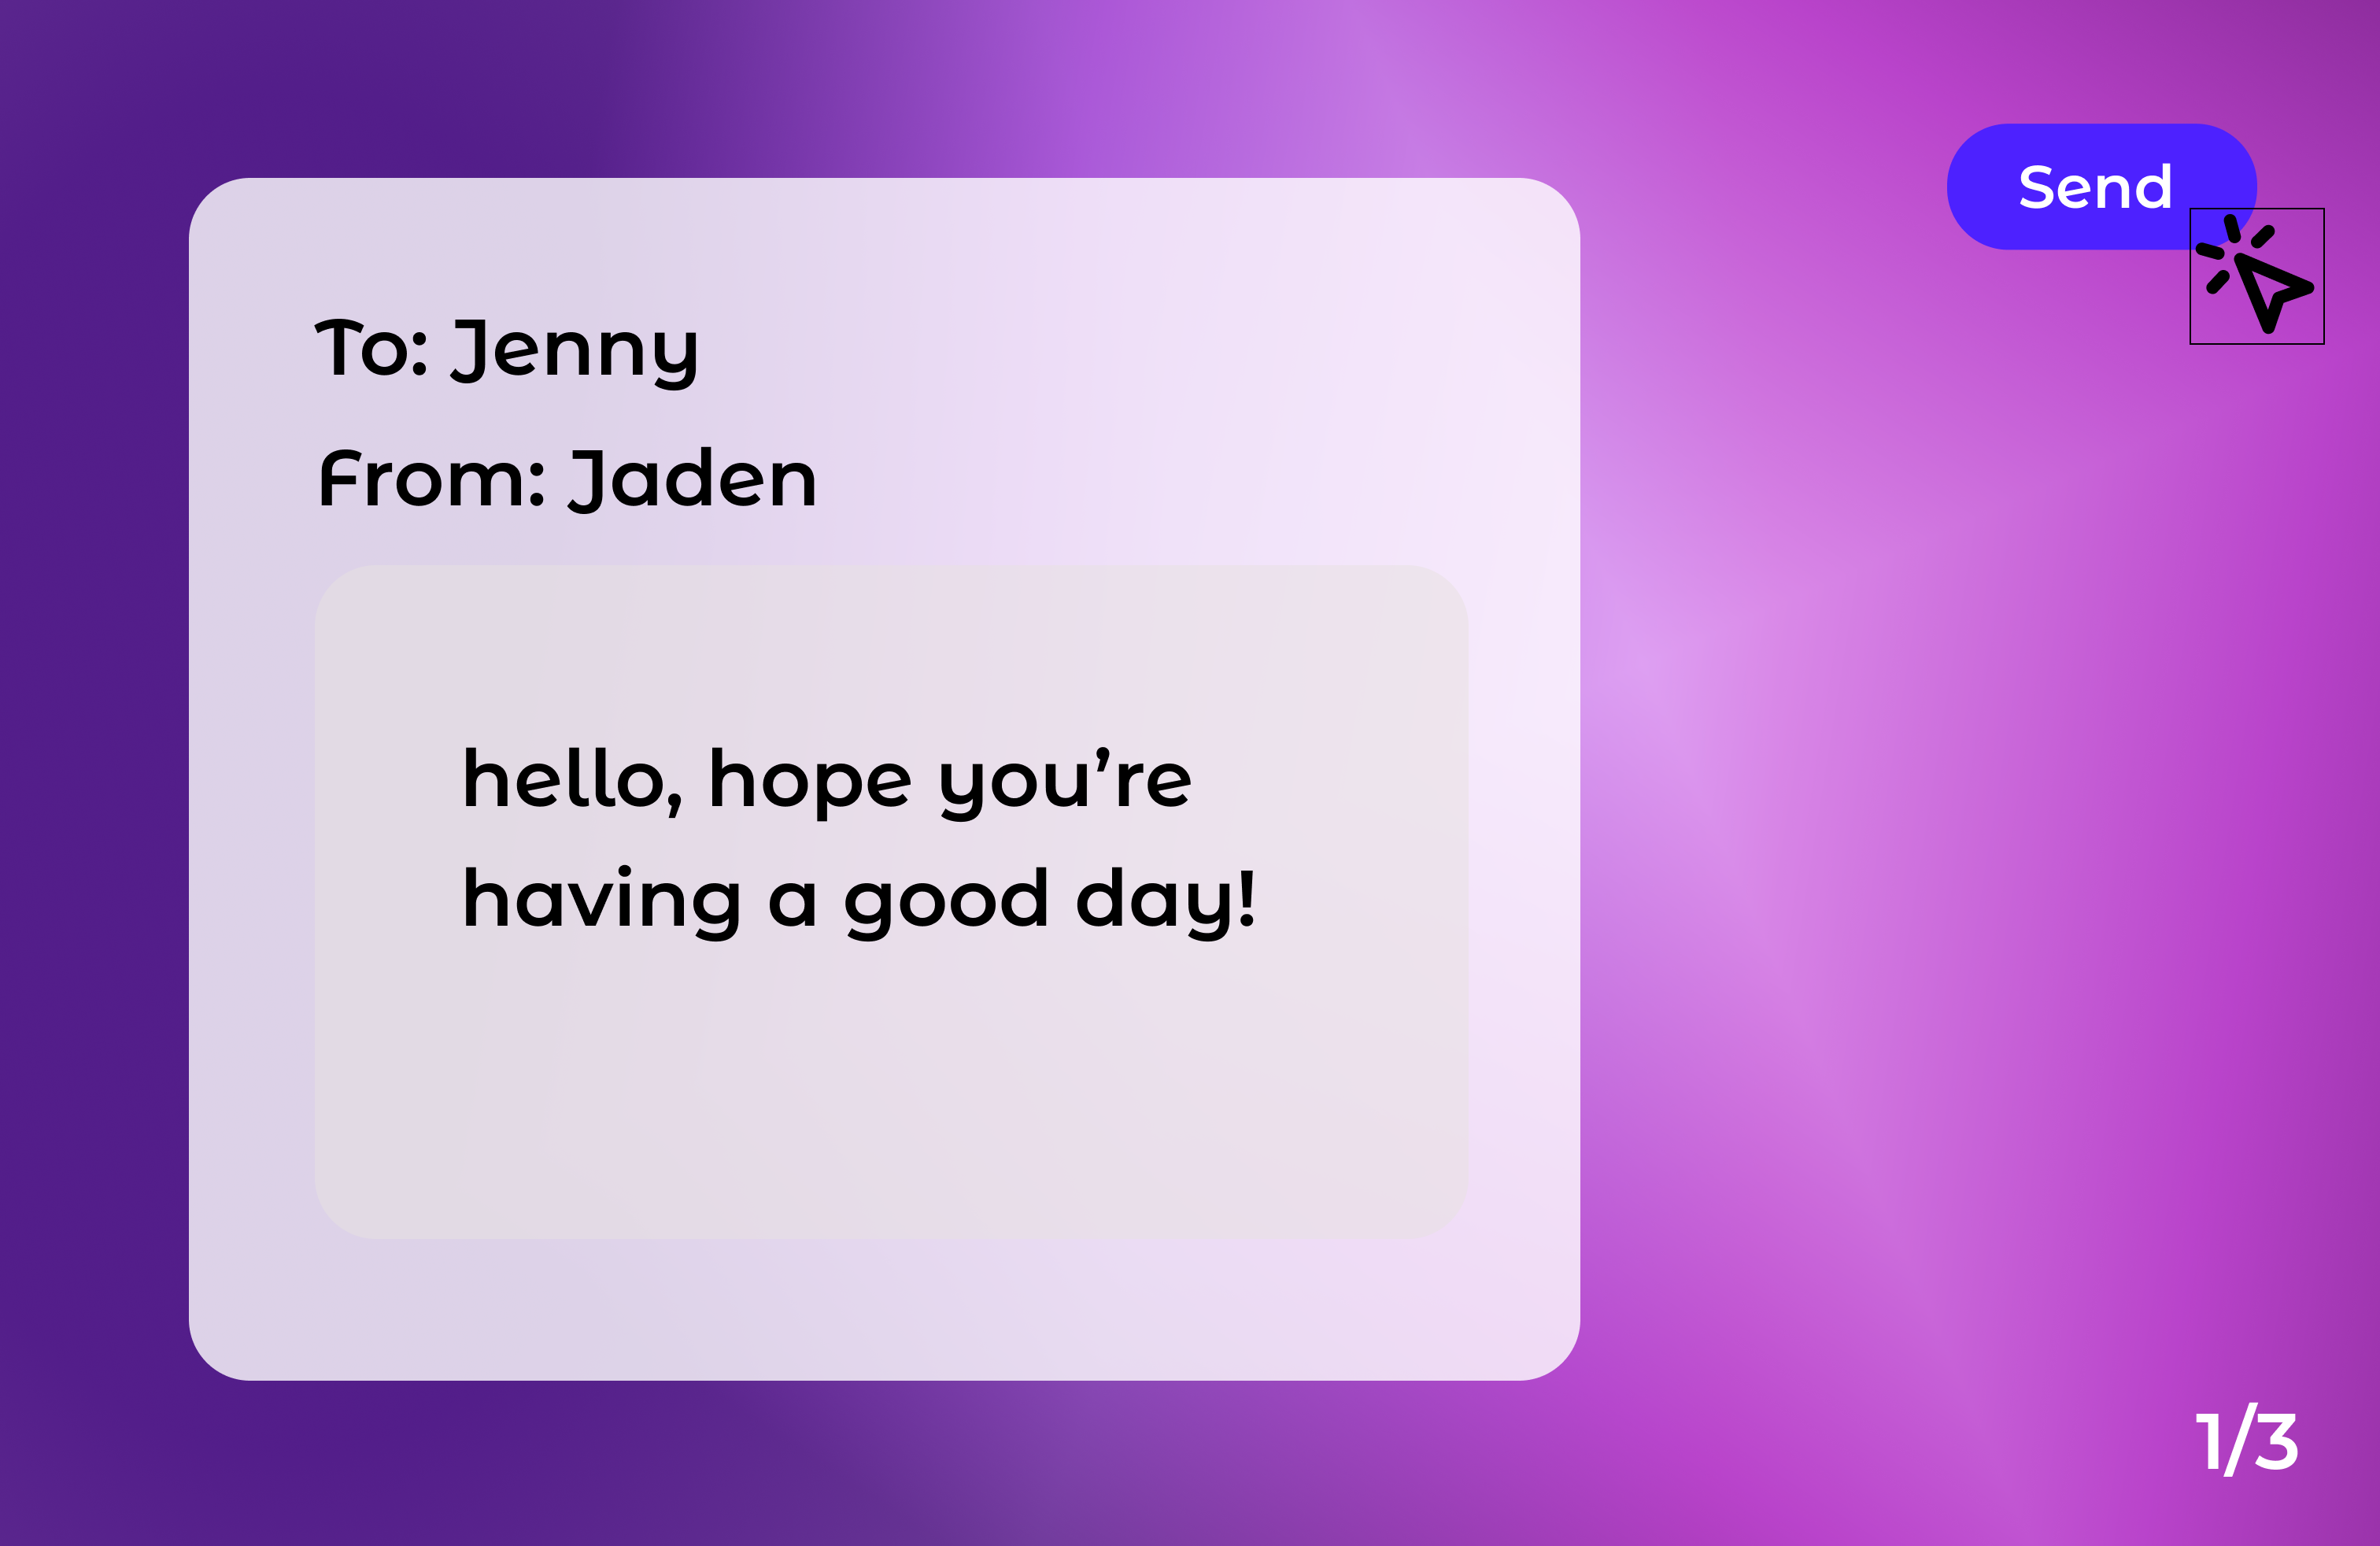 Send
To: Jenny
From: Jaden
hello, hope you’re
having a good day!
1/3